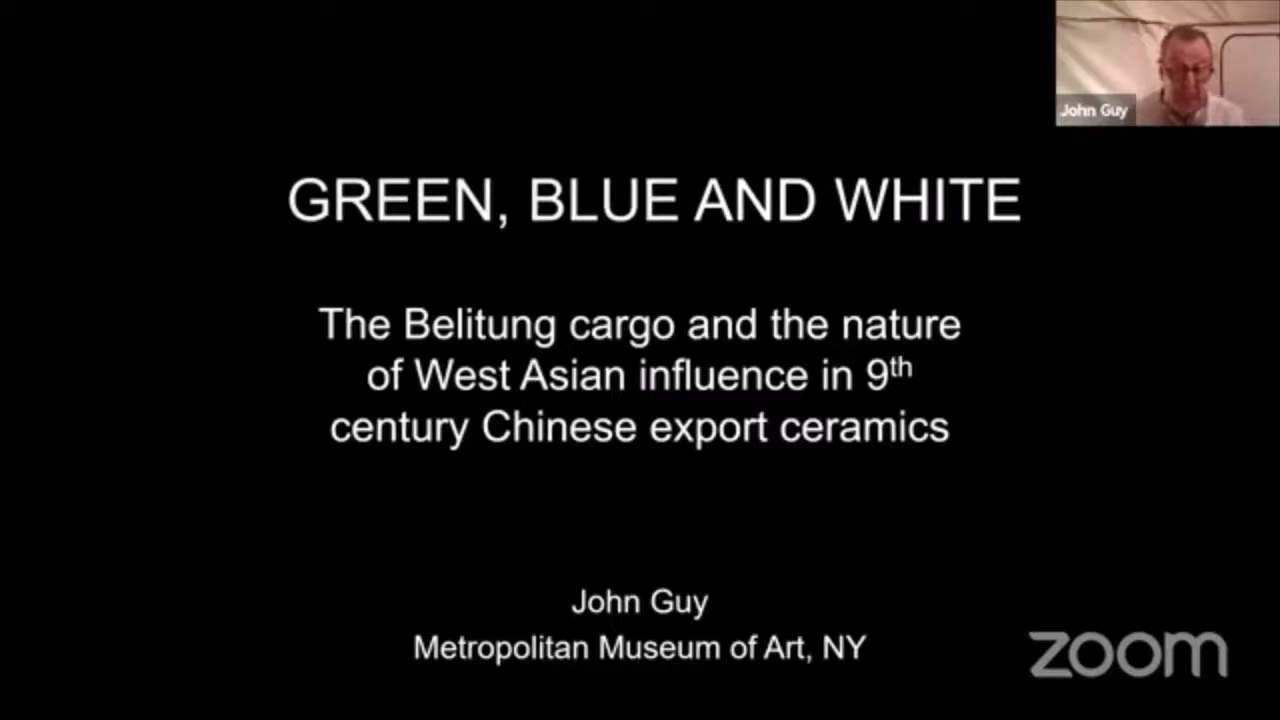 John Guy
GREEN, BLUE AND WHITE
The Belitung cargo and the nature
of West Asian influence in 9th
century Chinese export ceramics
John Guy
Metropolitan Museum of Art, NY
zoom